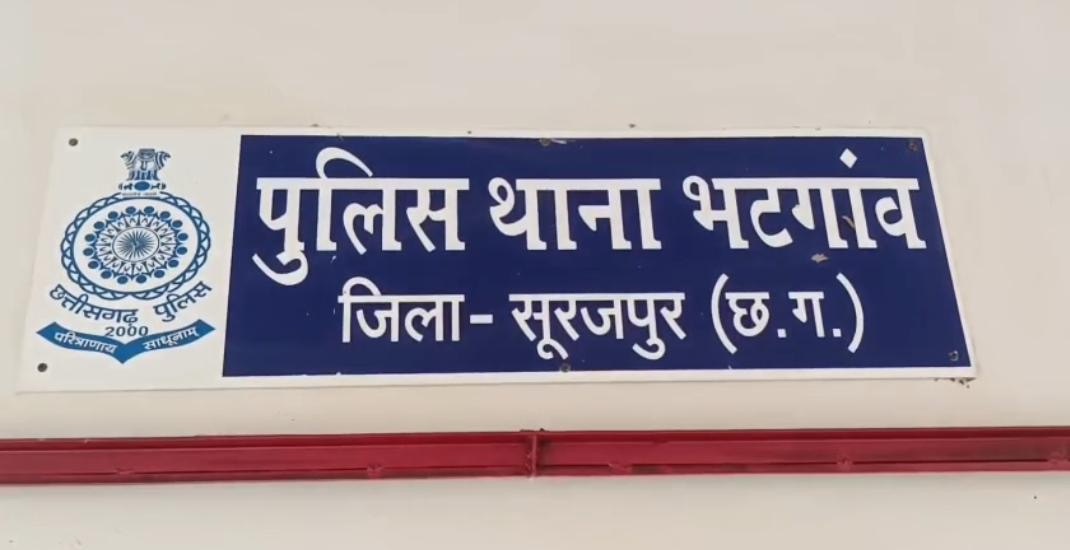 पुलिस थाना भटगांव
जिला- सूरजपुर (छ.ग.)
छत्तीसगढ़ पुलिस
2000
परित्राणाय साधूनाम्